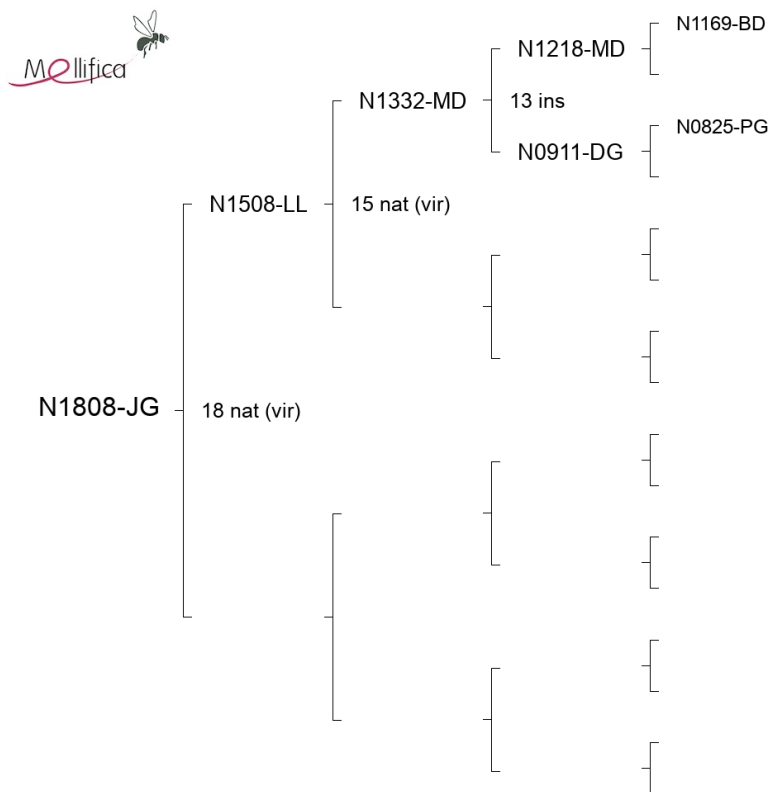 Mellifica
N1169-BD
N1218-MD
N1332-MD
13 ins
N0825-PG
N0911-DG
N1508-LL
15 nat (vir)
N1808-JG
18 nat (vir)